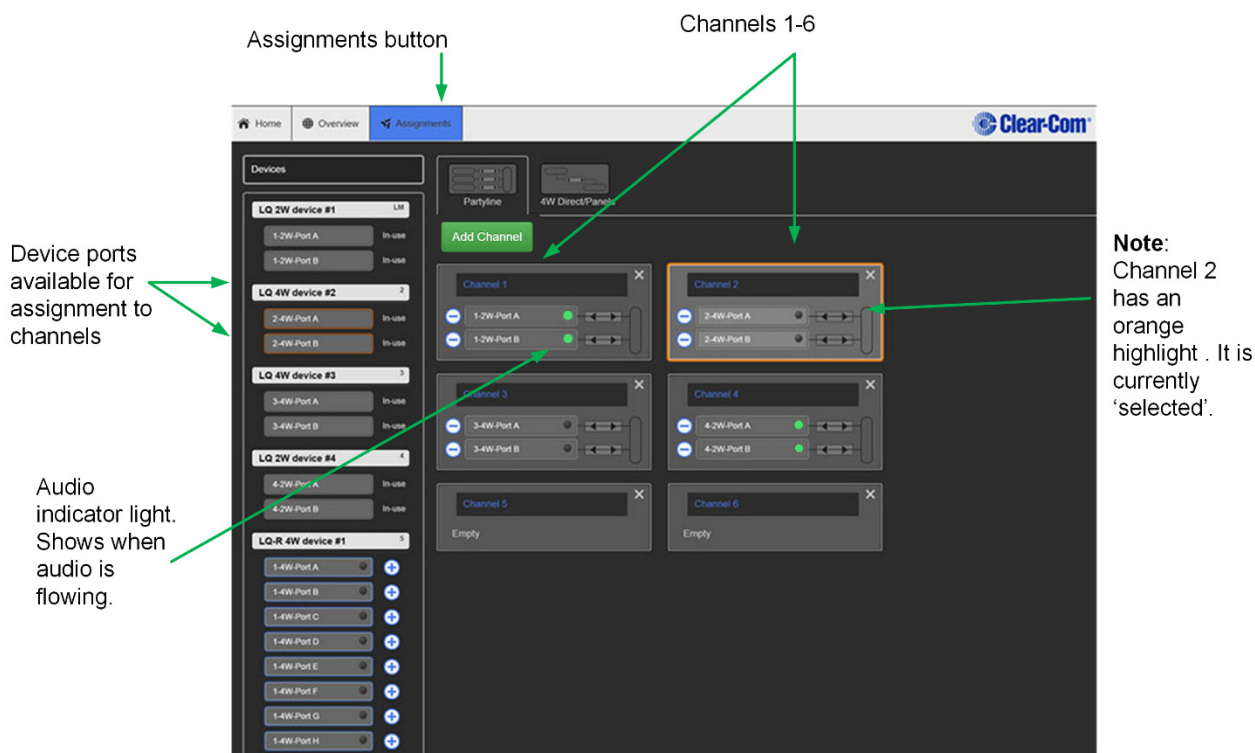 Assignments button
Channels 1-6
Home
Overview
Assignments
Clear-Com
Devices
Partyline
4W Direct/Panels
Add Channel
LQ 2W device #1 LM
1-2W-Port A In-use
1-2W-Port B In-use
LQ 4W device #2 2
2-4W-Port A In-use
2-4W-Port B In-use
LQ 4W device #3 3
3-4W-Port A In-use
3-4W-Port B In-use
LQ 2W device #4 4
4-2W-Port A In-use
4-2W-Port B In-use
LQ-R 4W device #1 5
1-4W-Port A
1-4W-Port B
1-4W-Port C
1-4W-Port D
1-4W-Port E
1-4W-Port F
1-4W-Port G
1-4W-Port H
Channel 1
1-2W-Port A
1-2W-Port B
Channel 2
2-4W-Port A
2-4W-Port B
Channel 3
3-4W-Port A
3-4W-Port B
Channel 4
4-2W-Port A
4-2W-Port B
Channel 5
Empty
Channel 6
Empty
Device ports
available for
assignment to
channels
Audio
indicator light.
Shows when
audio is
flowing.
Note:
Channel 2
has an
orange
highlight . It is
currently
‘selected’.